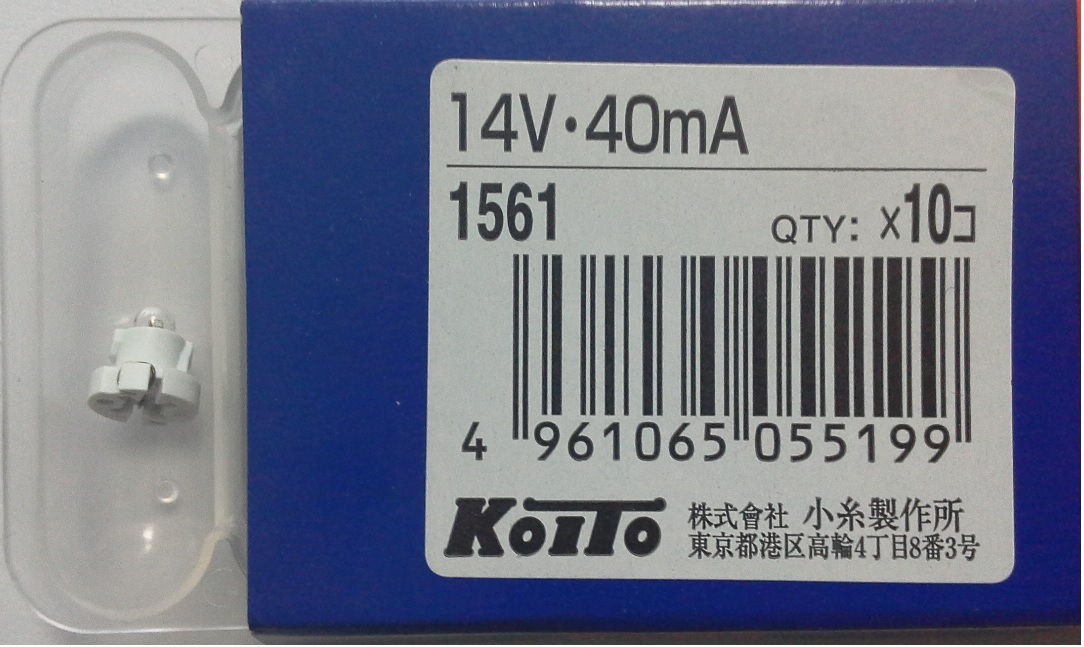 14V・40mA
1561 QTY: x10コ
4 961065 055199
KOITO 株式會社 小糸製作所
東京都港区高輪4丁目8番3号